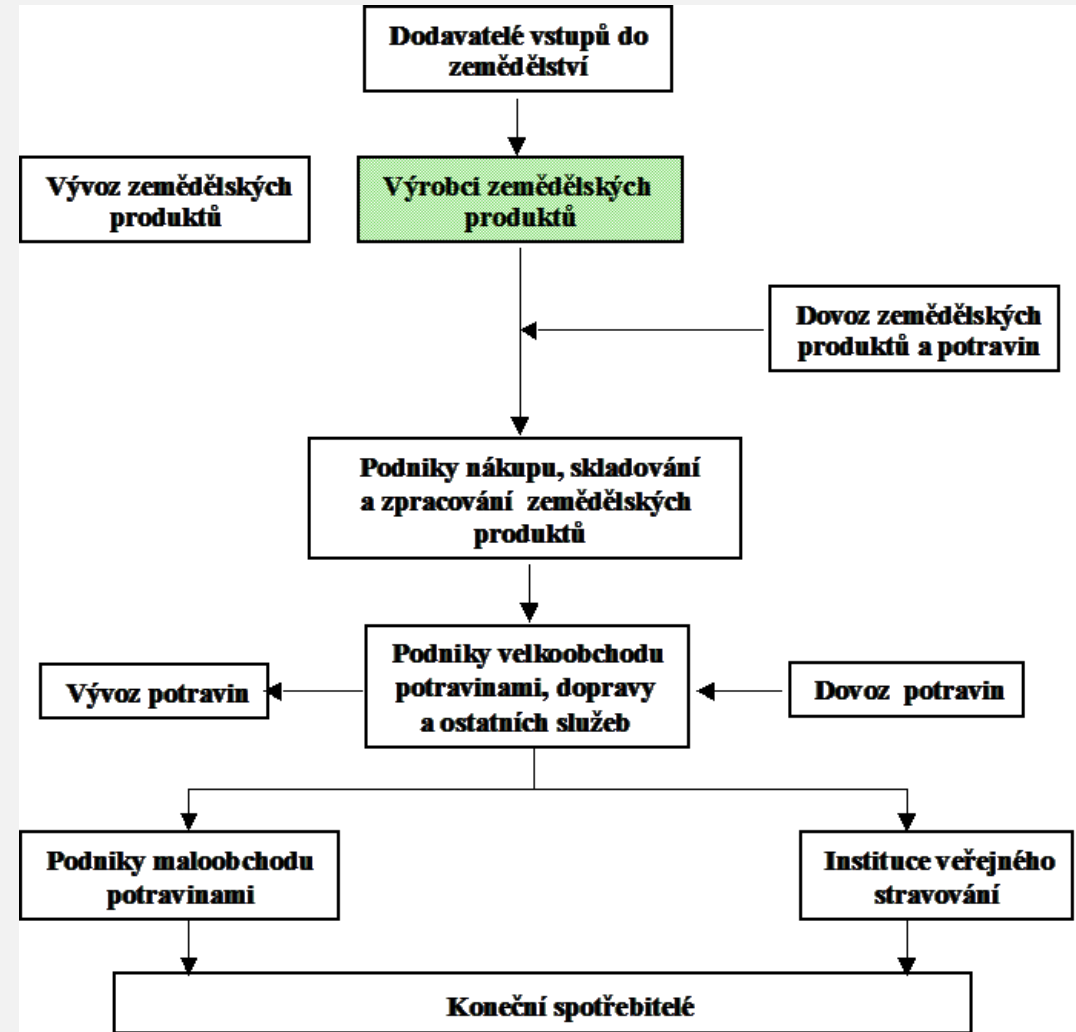 Dodavatelé vstupů do
zemědělství
Vývoz zemědělských
produktů
Výrobci zemědělských
produktů
Dovoz zemědělských
produktů a potravin
Podniky nákupu, skladování
a zpracování zemědělských
produktů
Podniky velkoobchodu
potravinami, dopravy
a ostatních služeb
Vývoz potravin
Dovoz potravin
Podniky maloobchodu
potravinami
Instituce veřejného
stravování
Koneční spotřebitelé